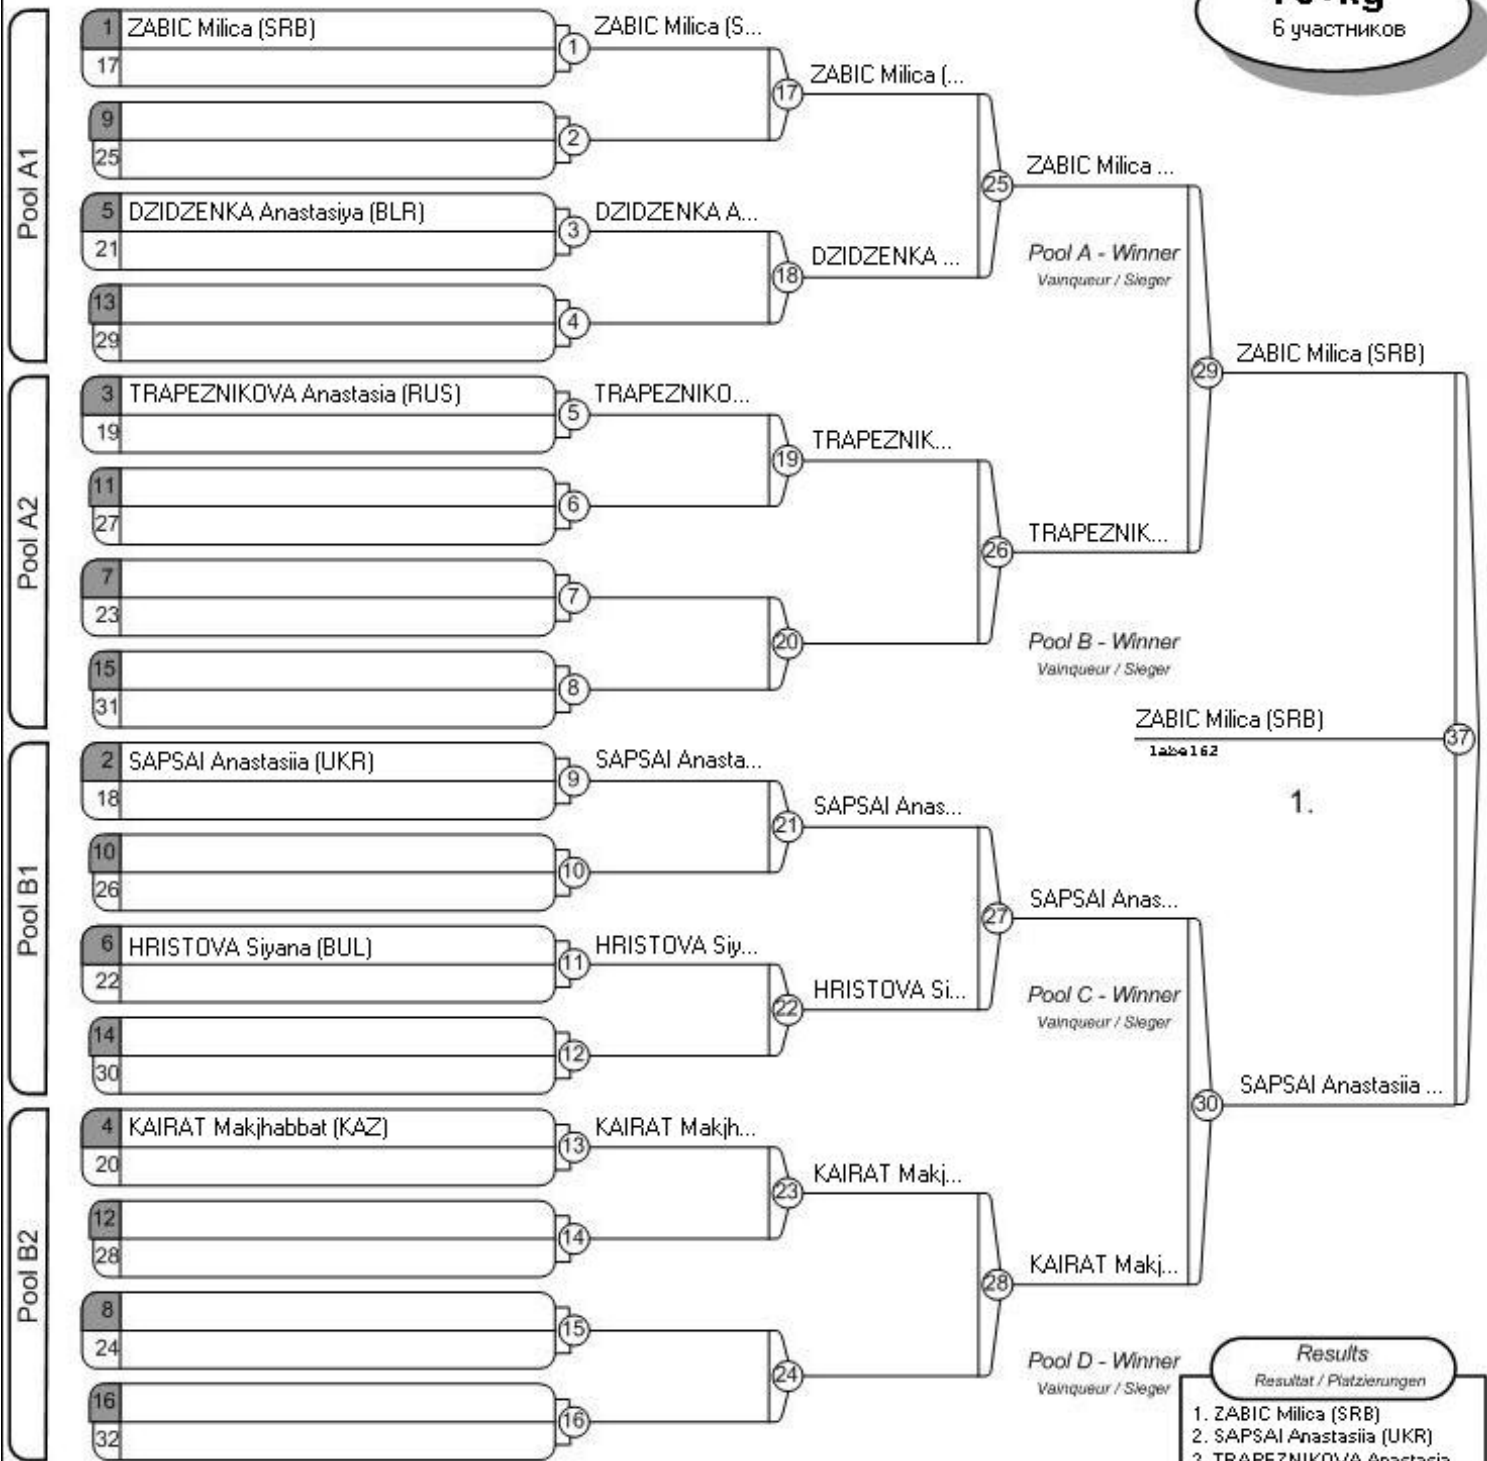 6 участников
Pool A1
1 ZABIC Milica (SRB)
17
9
25
5 DZIDZENKA Anastasiya (BLR)
21
13
29
Pool A2
3 TRAPEZNIKOVA Anastasia (RUS)
19
11
27
7
23
15
31
Pool B1
2 SAPSAI Anastasiia (UKR)
18
10
26
6 HRISTOVA Siyana (BUL)
22
14
30
Pool B2
4 KAIRAT Makjhabbat (KAZ)
20
12
28
8
24
16
32
1 ZABIC Milica (S...
2
3 DZIDZENKA A...
4
5 TRAPEZNIKO...
6
7
8
9 SAPSAI Anasta...
10
11 HRISTOVA Siy...
12
13 KAIRAT Makjh...
14
15
16
17 ZABIC Milica (...
18 DZIDZENKA ...
19 TRAPEZNIK...
20
21 SAPSAI Anas...
22 HRISTOVA Si...
23 KAIRAT Makj...
24
25 ZABIC Milica ...
Pool A - Winner
Vainqueur / Sieger
26 TRAPEZNIK...
Pool B - Winner
Vainqueur / Sieger
27 SAPSAI Anas...
Pool C - Winner
Vainqueur / Sieger
28 KAIRAT Makj...
Pool D - Winner
Vainqueur / Sieger
29 ZABIC Milica (SRB)
30 SAPSAI Anastasiia ...
ZABIC Milica (SRB)
37
label62
1.
Results
Resultat / Platzierungen
1. ZABIC Milica (SRB)
2. SAPSAI Anastasiia (UKR)
TRAPEZNIKOVA Anastasia